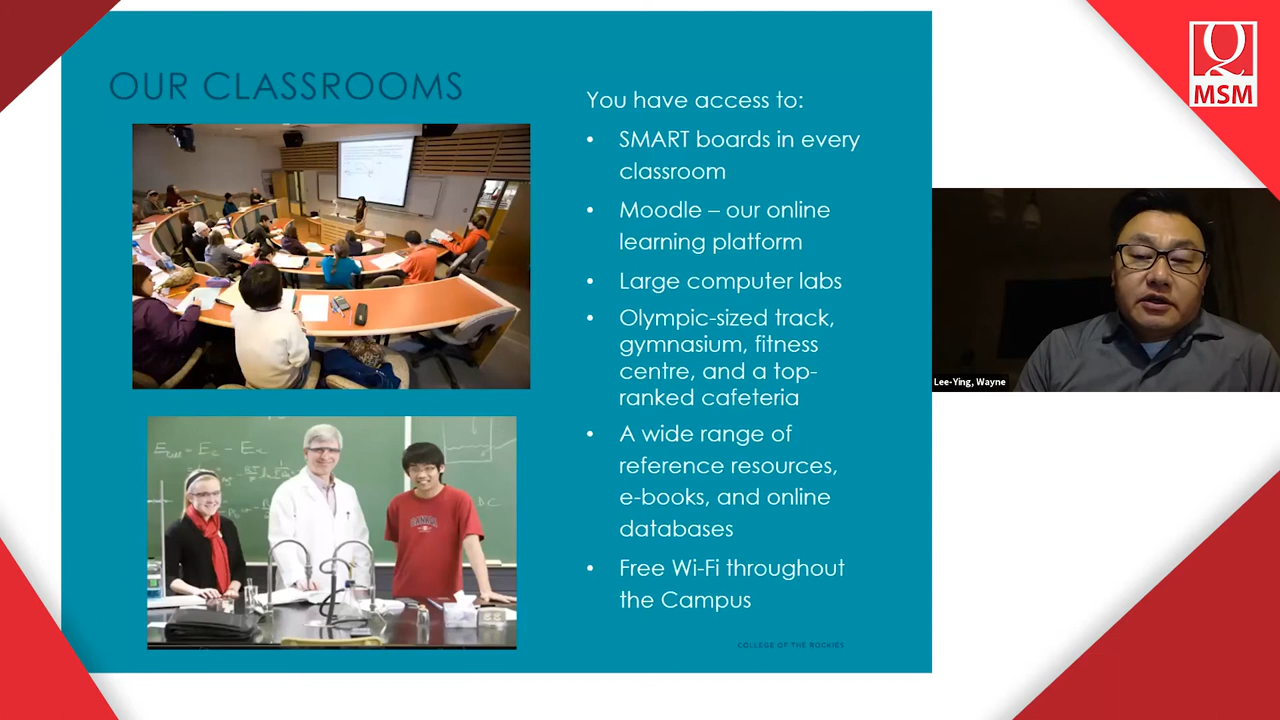 OUR CLASSROOMS
You have access to:
• SMART boards in every
classroom
• Moodle – our online
learning platform
• Large computer labs
• Olympic-sized track,
gymnasium, fitness
centre, and a top-
ranked cafeteria
• A wide range of
reference resources,
e-books, and online
databases
• Free Wi-Fi throughout
the Campus
COLLEGE OF THE ROCKIES
MSM
Lee-Ying, Wayne
CANADA